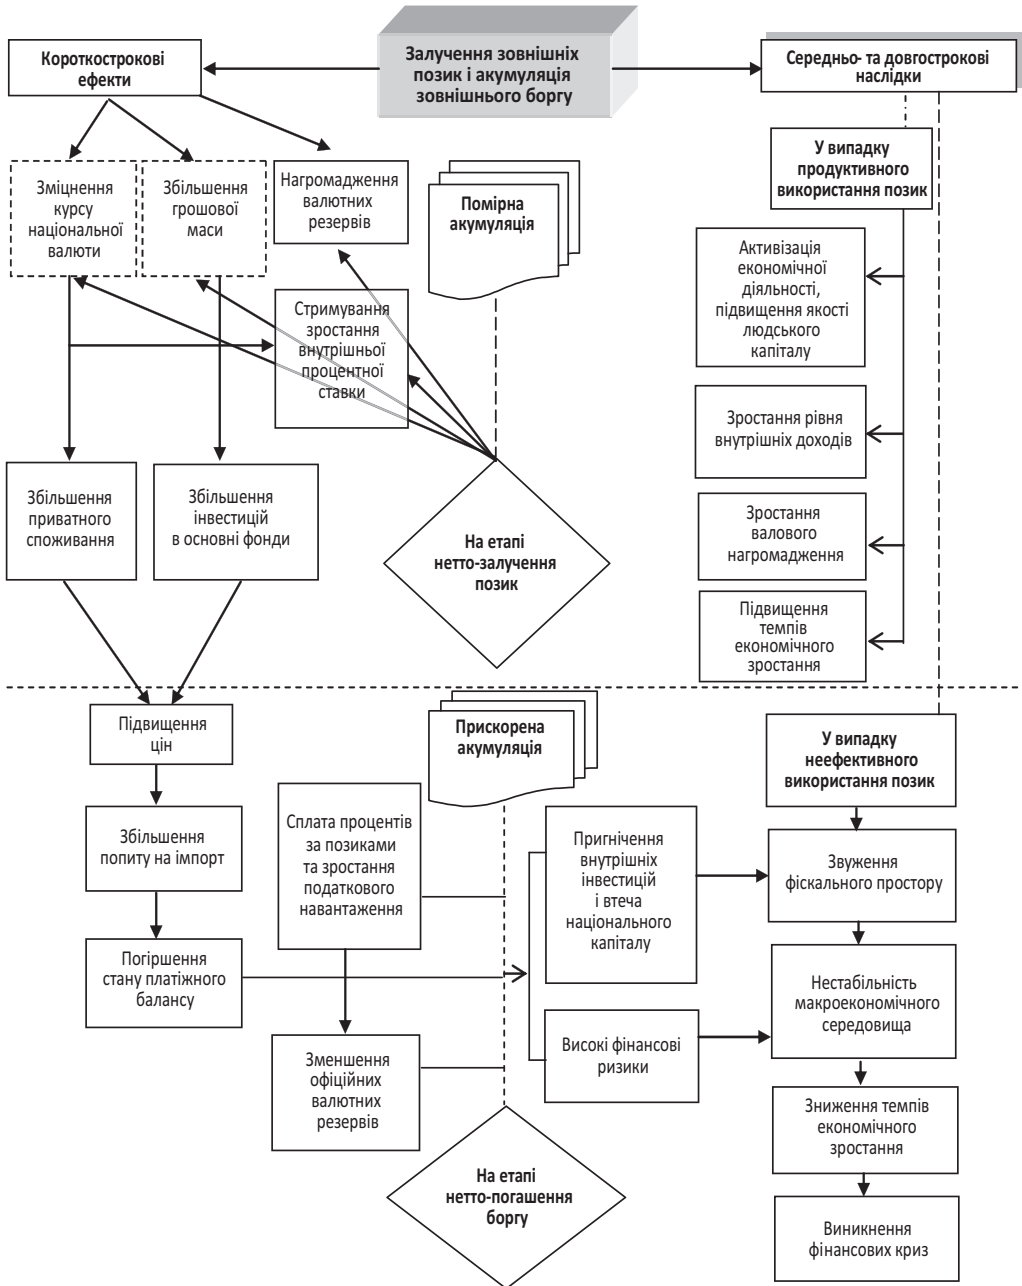 Залучення зовнішніх
позик і акумуляція
зовнішнього боргу
Короткострокові
ефекти
Середньо- та довгострокові
наслідки
Зміцнення
курсу
національної
валюти
Збільшення
грошової
маси
Нагромадження
валютних
резервів
Помірна
акумуляція
У випадку
продуктивного
використання позик
Стримування
зростання
внутрішньої
процентної
ставки
Активізація
економічної
діяльності,
підвищення якості
людського
капіталу
Зростання рівня
внутрішніх доходів
Збільшення
приватного
споживання
Збільшення
інвестицій
в основні фонди
На етапі
нетто-залучення
позик
Зростання
валового
нагромадження
Підвищення
темпів
економічного
зростання
Підвищення
цін
Прискорена
акумуляція
У випадку
неефективного
використання позик
Збільшення
попиту на імпорт
Сплата процентів
за позиками
та зростання
податкового
навантаження
Пригнічення
внутрішніх
інвестицій
і втеча
національного
капіталу
Звуження
фіскального простору
Погіршення
стану платіжного
балансу
Нестабільність
макроекономічного
середовища
Зменшення
офіційних
валютних
резервів
Високі фінансові
ризики
Зниження темпів
економічного
зростання
На етапі
нетто-погашення
боргу
Виникнення
фінансових криз